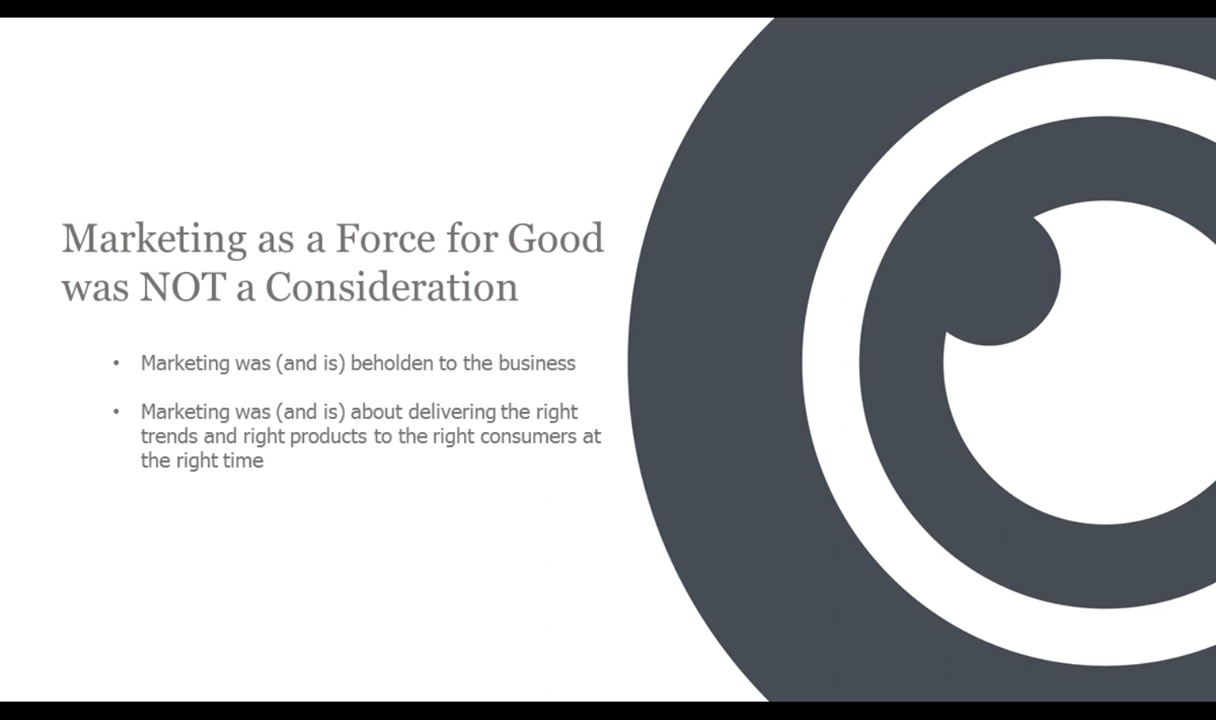 Marketing as a Force for Good
was NOT a Consideration
• Marketing was (and is) beholden to the business
• Marketing was (and is) about delivering the right
trends and right products to the right consumers at
the right time